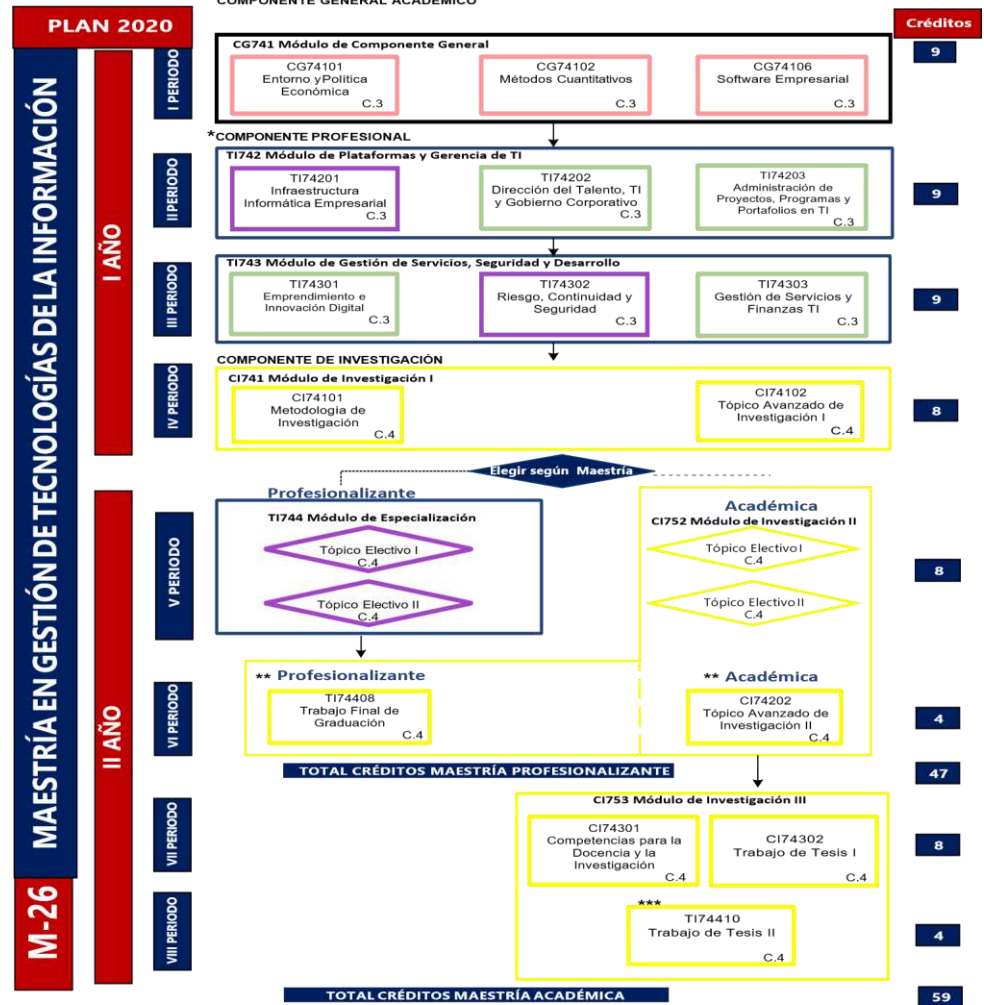 COMPONENTE GENERAL ACADÉMICO
PLAN 2020
Créditos
MAESTRÍA EN GESTIÓN DE TECNOLOGÍAS DE LA INFORMACIÓN
M-26
I AÑO
I PERIODO
CG741 Módulo de Componente General
CG74101
Entorno y Política
Económica
C.3
CG74102
Métodos Cuantitativos
C.3
CG74106
Software Empresarial
C.3
9
*COMPONENTE PROFESIONAL
II PERIODO
TI742 Módulo de Plataformas y Gerencia de TI
TI74201
Infraestructura
Informática Empresarial
C.3
TI74202
Dirección del Talento, TI
y Gobierno Corporativo
C.3
TI74203
Administración de
Proyectos, Programas y
Portafolios en TI
C.3
9
III PERIODO
TI743 Módulo de Gestión de Servicios, Seguridad y Desarrollo
TI74301
Emprendimiento e
Innovación Digital
C.3
TI74302
Riesgo, Continuidad y
Seguridad
C.3
TI74303
Gestión de Servicios y
Finanzas TI
C.3
9
COMPONENTE DE INVESTIGACIÓN
IV PERIODO
CI741 Módulo de Investigación I
CI74101
Metodología de
Investigación
C.4
CI74102
Tópico Avanzado de
Investigación I
C.4
8
Elegir según Maestría
II AÑO
V PERIODO
Profesionalizante
TI744 Módulo de Especialización
Tópico Electivo I
C.4
Tópico Electivo II
C.4
Académica
CI752 Módulo de Investigación II
Tópico Electivo I
C.4
Tópico Electivo II
C.4
8
VI PERIODO
** Profesionalizante
TI74408
Trabajo Final de
Graduación
C.4
** Académica
CI74202
Tópico Avanzado de
Investigación II
C.4
4
TOTAL CRÉDITOS MAESTRÍA PROFESIONALIZANTE
47
VII PERIODO
CI753 Módulo de Investigación III
CI74301
Competencias para la
Docencia y la
Investigación
C.4
CI74302
Trabajo de Tesis I
C.4
8
VIII PERIODO
***
TI74410
Trabajo de Tesis II
C.4
4
TOTAL CRÉDITOS MAESTRÍA ACADÉMICA
59